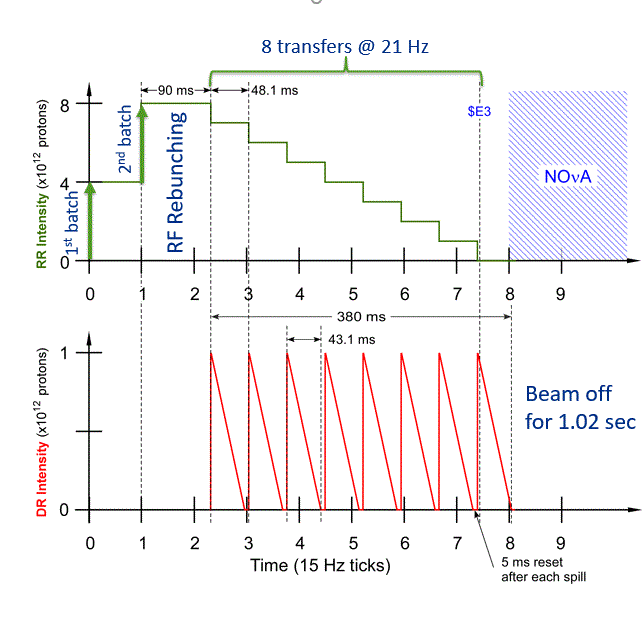 8 transfers @ 21 Hz
90 ms
48.1 ms
RR Intensity (x10¹² protons)
8
4
0
1st batch
2nd batch
RF Rebunching
$E3
NOνA
0 1 2 3 4 5 6 7 8 9
380 ms
43.1 ms
DR Intensity (x10¹² protons)
1
0
Beam off
for 1.02 sec
0 1 2 3 4 5 6 7 8 9
Time (15 Hz ticks)
5 ms reset
after each spill